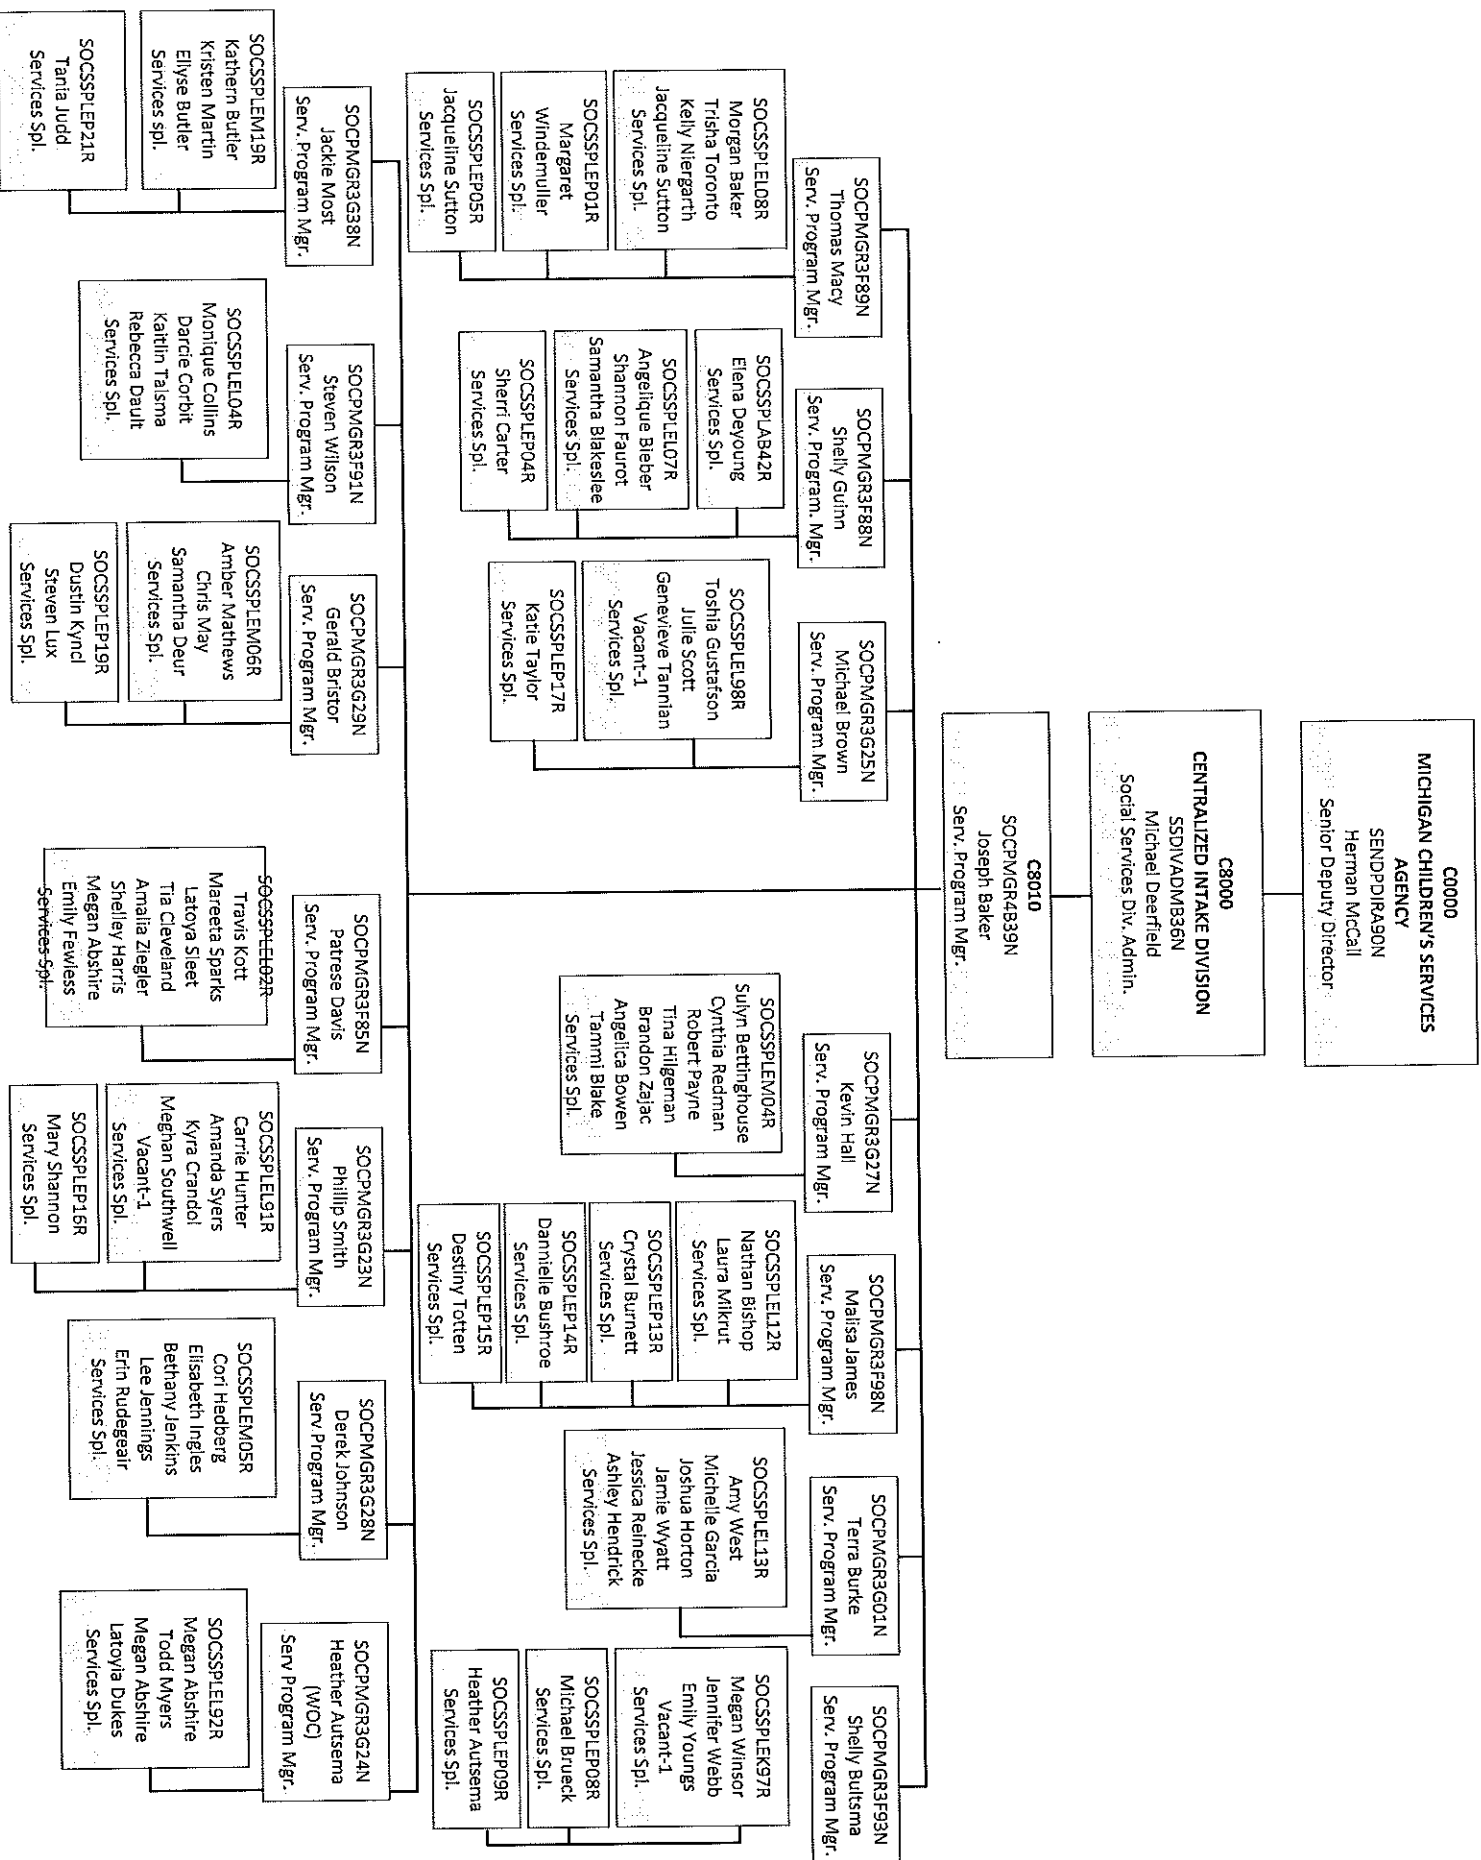 C0000
MICHIGAN CHILDREN'S SERVICES
AGENCY
SENDPDIRA90N
Herman McCall
Senior Deputy Director
C8000
CENTRALIZED INTAKE DIVISION
SSDIVADMB36N
Michael Deerfield
Social Services Div. Admin.
C8010
SOCPMGR4B39N
Joseph Baker
Serv. Program Mgr.
SOCPMGR3F89N
Thomas Macy
Serv. Program Mgr.
SOCSSPLEL08R
Morgan Baker
Trisha Toronto
Kelly Niergarth
Jacqueline Sutton
Services Spl.
SOCSSPLEP01R
Margaret
Windemuller
Services Spl.
SOCSSPLEP05R
Jacqueline Sutton
Services Spl.
SOCPMGR3F88N
Shelly Guinn
Serv. Program. Mgr.
SOCSSPLAB42R
Elena Deyoung
Services Spl.
SOCSSPLEL07R
Angelique Bieber
Shannon Faurot
Samantha Blakeslee
Services Spl.
SOCSSPLEP04R
Sherri Carter
Services Spl.
SOCPMGR3G25N
Michael Brown
Serv. Program Mgr.
SOCSSPLEL98R
Toshia Gustafson
Julie Scott
Genevieve Tannian
Vacant-1
Services Spl.
SOCSSPLEP17R
Katie Taylor
Services Spl.
SOCPMGR3G27N
Kevin Hall
Serv. Program Mgr.
SOCSSPLEM04R
Sulyn Bettinghouse
Cynthia Redman
Robert Payne
Tina Hilgeman
Brandon Zajac
Angelica Bowen
Tammi Blake
Services Spl.
SOCPMGR3F98N
Malisa James
Serv. Program Mgr.
SOCSSPLEL12R
Nathan Bishop
Laura Mikrut
Services Spl.
SOCSSPLEP13R
Crystal Burnett
Services Spl.
SOCSSPLEP14R
Dannielle Bushroe
Services Spl.
SOCSSPLEP15R
Destiny Totten
Services Spl.
SOCPMGR3G01N
Terra Burke
Serv. Program Mgr.
SOCSSPLEL13R
Amy West
Michelle Garcia
Joshua Horton
Jamie Wyatt
Jessica Reinecke
Ashley Hendrick
Services Spl.
SOCPMGR3F93N
Shelly Bultsma
Serv. Program Mgr.
SOCSSPLEK97R
Megan Winsor
Jennifer Webb
Emily Youngs
Vacant-1
Services Spl.
SOCSSPLEP08R
Michael Brueck
Services Spl.
SOCSSPLEP09R
Heather Autsema
Services Spl.
SOCPMGR3G38N
Jackie Most
Serv. Program Mgr.
SOCSSPLEM19R
Kathern Butler
Kristen Martin
Ellyse Butler
Services spl.
SOCSSPLEP21R
Tania Judd
Services Spl.
SOCPMGR3F91N
Steven Wilson
Serv. Program Mgr.
SOCSSPLEL04R
Monique Collins
Darcie Corbit
Kaitlin Talsma
Rebecca Dault
Services Spl.
SOCPMGR3G29N
Gerald Bristor
Serv. Program Mgr.
SOCSSPLEM06R
Amber Mathews
Chris May
Samantha Deur
Services Spl.
SOCSSPLEP19R
Dustin Kyncl
Steven Lux
Services Spl.
SOCPMGR3F85N
Patrese Davis
Serv. Program Mgr.
SOCSSPLEL02R
Travis Kott
Mareeta Sparks
Latoya Sleet
Tia Cleveland
Amalia Ziegler
Shelley Harris
Megan Abshire
Emily Fewless
Services Spl.
SOCPMGR3G23N
Phillip Smith
Serv. Program Mgr.
SOCSSPLEL91R
Carrie Hunter
Amanda Syers
Kyra Crandol
Meghan Southwell
Vacant-1
Services Spl.
SOCSSPLEP16R
Mary Shannon
Services Spl.
SOCPMGR3G28N
Derek Johnson
Serv. Program Mgr.
SOCSSPLEM05R
Cori Hedberg
Elisabeth Ingles
Bethany Jenkins
Lee Jennings
Erin Rudegeair
Services Spl.
SOCPMGR3G24N
Heather Autsema
(WOC)
Serv Program Mgr.
SOCSSPLEL92R
Megan Abshire
Todd Myers
Megan Abshire
Latoyia Dukes
Services Spl.